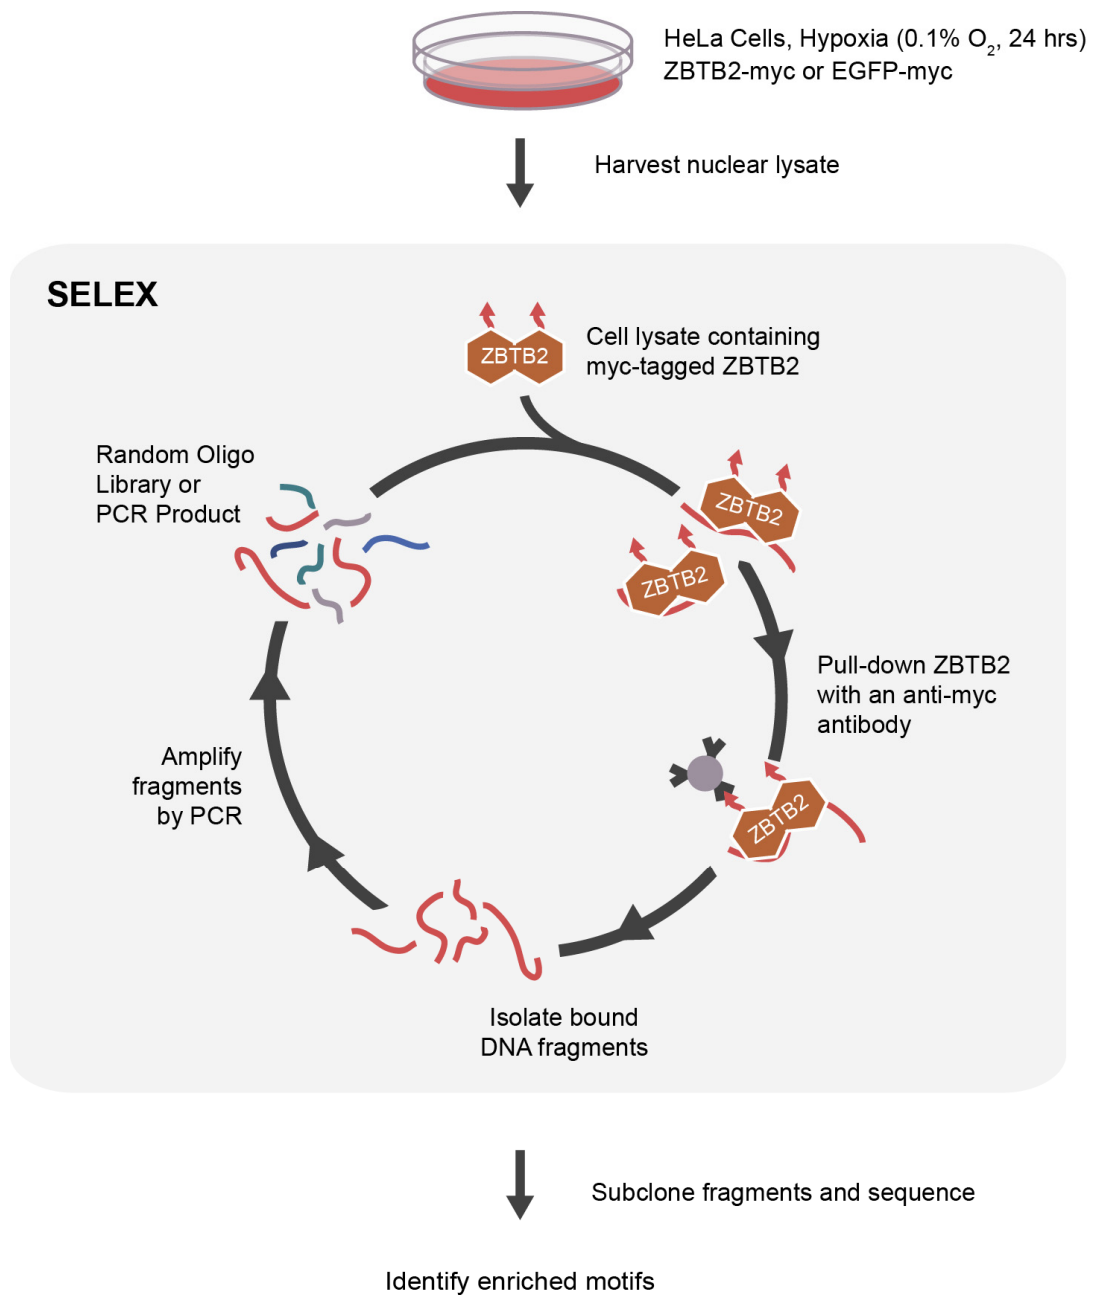 HeLa Cells, Hypoxia (0.1% O2, 24 hrs)
ZBTB2-myc or EGFP-myc
Harvest nuclear lysate
SELEX
ZBTB2
Cell lysate containing
myc-tagged ZBTB2
Random Oligo
Library or
PCR Product
ZBTB2
ZBTB2
Pull-down ZBTB2
with an anti-myc
antibody
Amplify
fragments
by PCR
ZBTB2
Isolate bound
DNA fragments
Subclone fragments and sequence
Identify enriched motifs